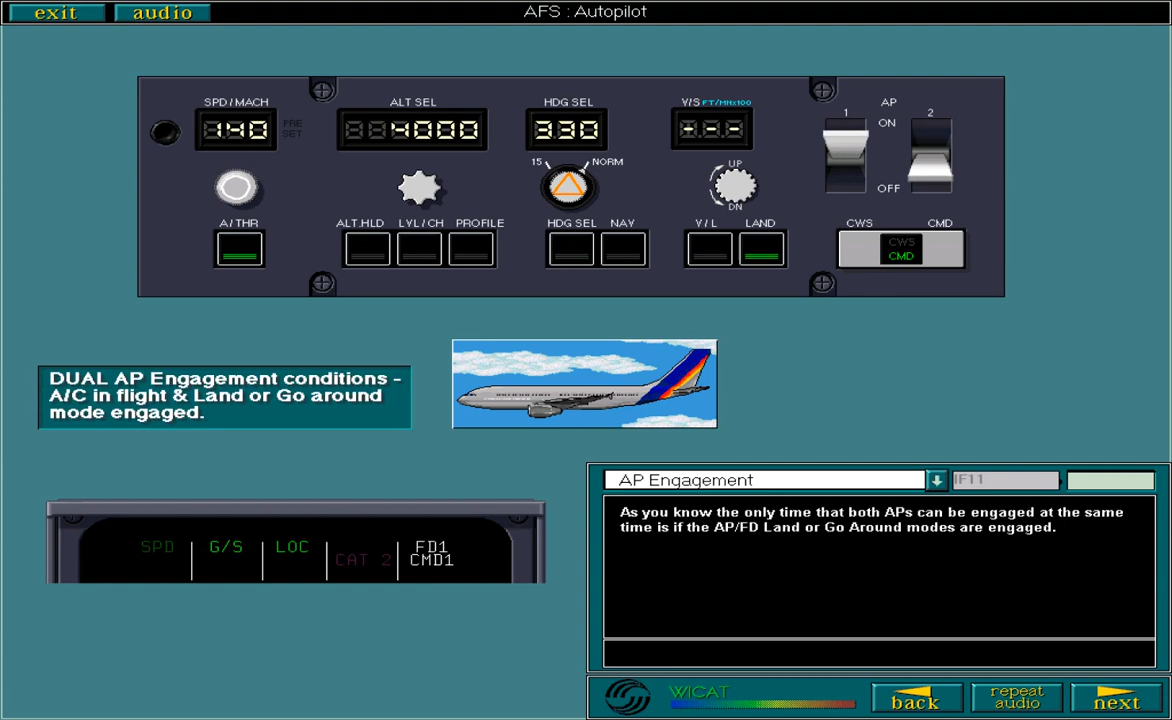 exit
audio
AFS : Autopilot
SPD/MACH
ALT SEL
HDG SEL
V/S FT/MNx100
AP
1
2
140
PRE
SET
4000
330
- - -
ON
OFF
15
NORM
UP
DN
A/THR
ALT.HLD
LVL/CH
PROFILE
HDG SEL
NAV
V/L
LAND
CWS
CMD
CWS
CMD
DUAL AP Engagement conditions -
A/C in flight & Land or Go around
mode engaged.
AP Engagement
IF11
As you know the only time that both APs can be engaged at the same
time is if the AP/FD Land or Go Around modes are engaged.
SPD
G/S
LOC
CAT 2
FD1
CMD1
WICAT
back
repeat
audio
next